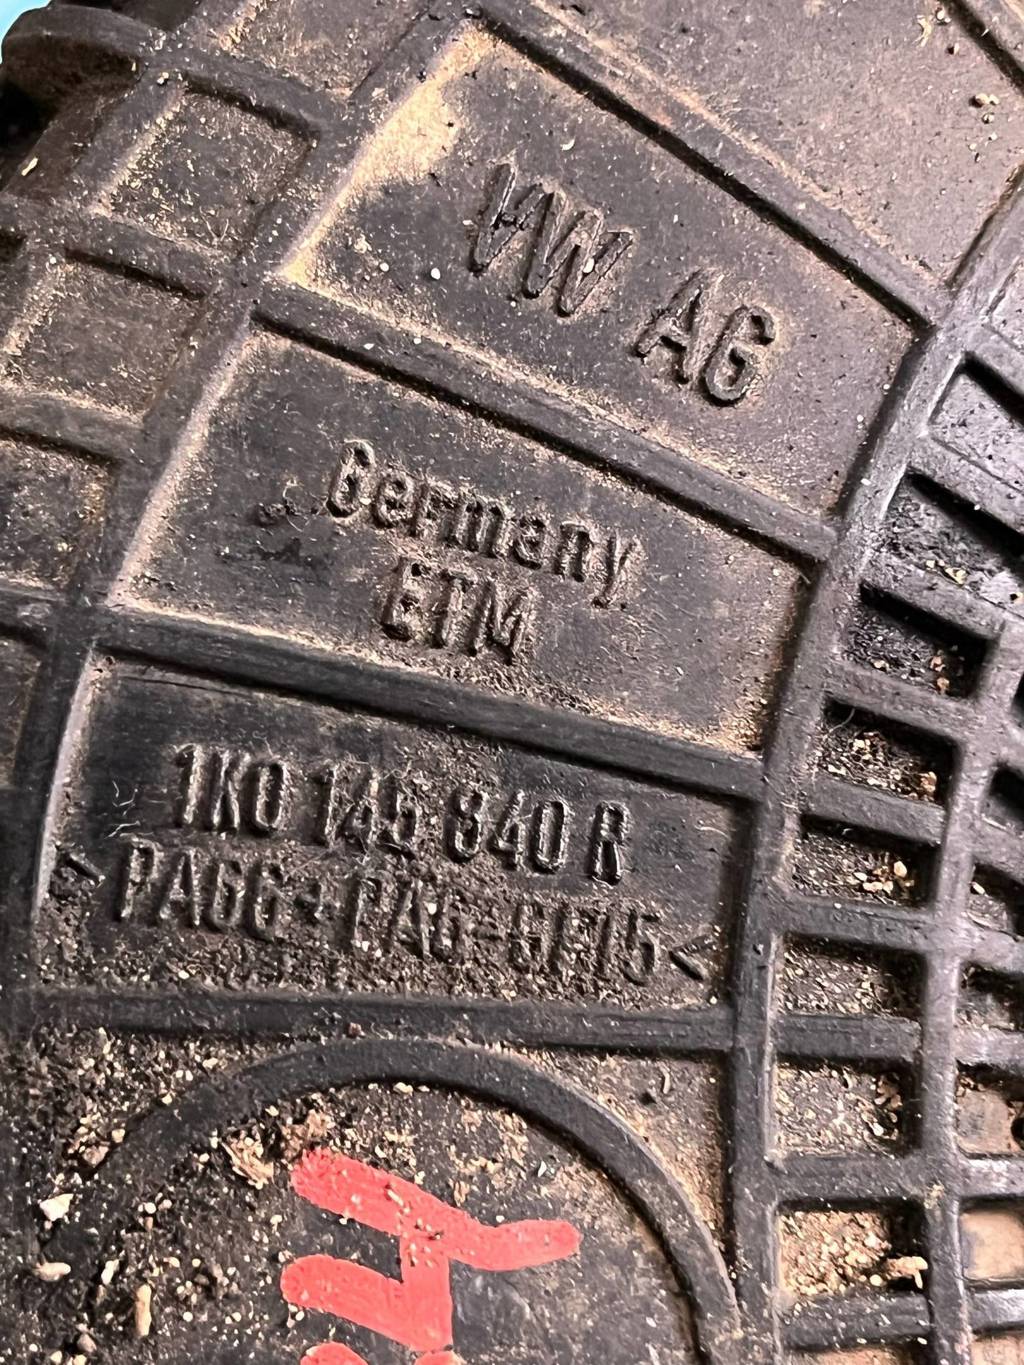 VW AG
Germany
ETM
1K0 145 840 R
>PA66+PA6-GF15<